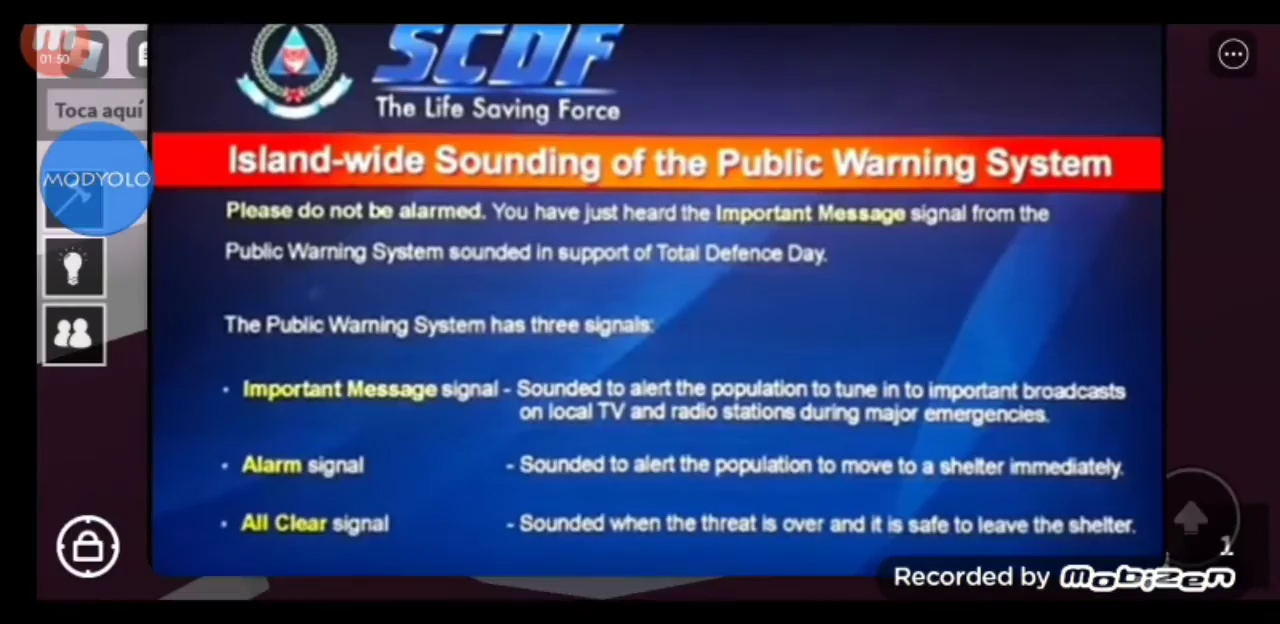 SCDF
01:50
The Life Saving Force
Toca aquí
Island-wide Sounding of the Public Warning System
MODYOLO
Please do not be alarmed. You have just heard the Important Message signal from the
Public Warning System sounded in support of Total Defence Day.
The Public Warning System has three signals:
• Important Message signal - Sounded to alert the population to tune in to important broadcasts
on local TV and radio stations during major emergencies.
• Alarm signal - Sounded to alert the population to move to a shelter immediately.
• All Clear signal - Sounded when the threat is over and it is safe to leave the shelter.
1
Recorded by mobizen